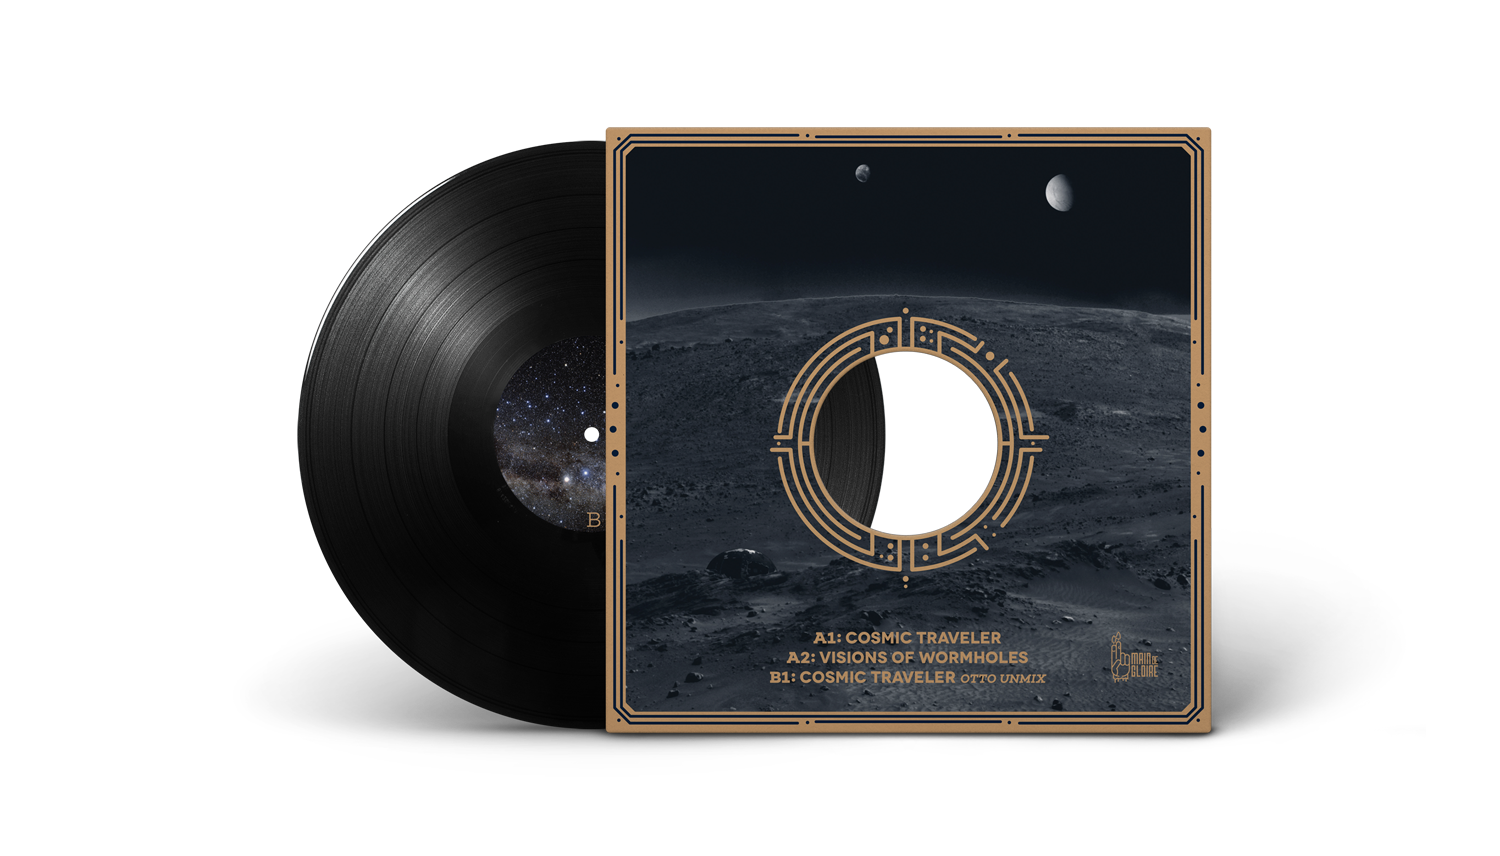 B
A1: COSMIC TRAVELER
A2: VISIONS OF WORMHOLES
B1: COSMIC TRAVELER OTTO UNMIX
MAIN DE
GLOIRE